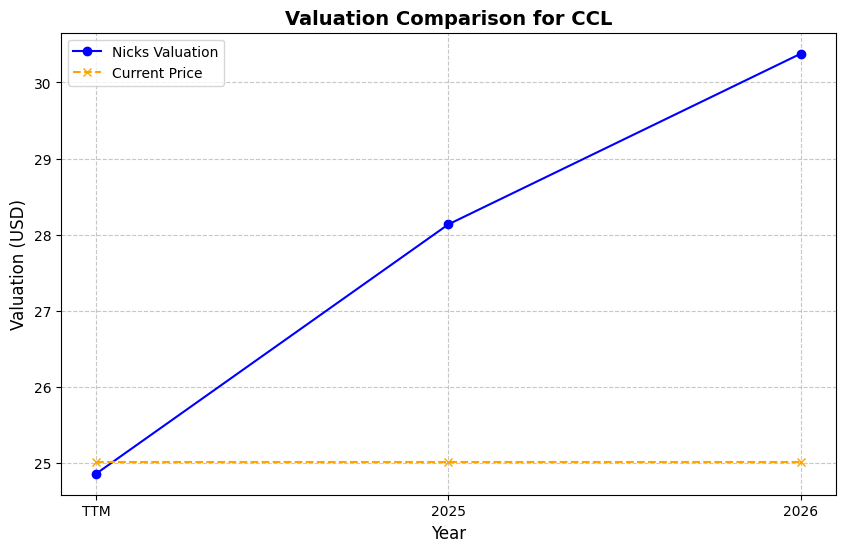 Valuation Comparison for CCL
Nicks Valuation
Current Price
Valuation (USD)
30
29
28
27
26
25
TTM
2025
2026
Year